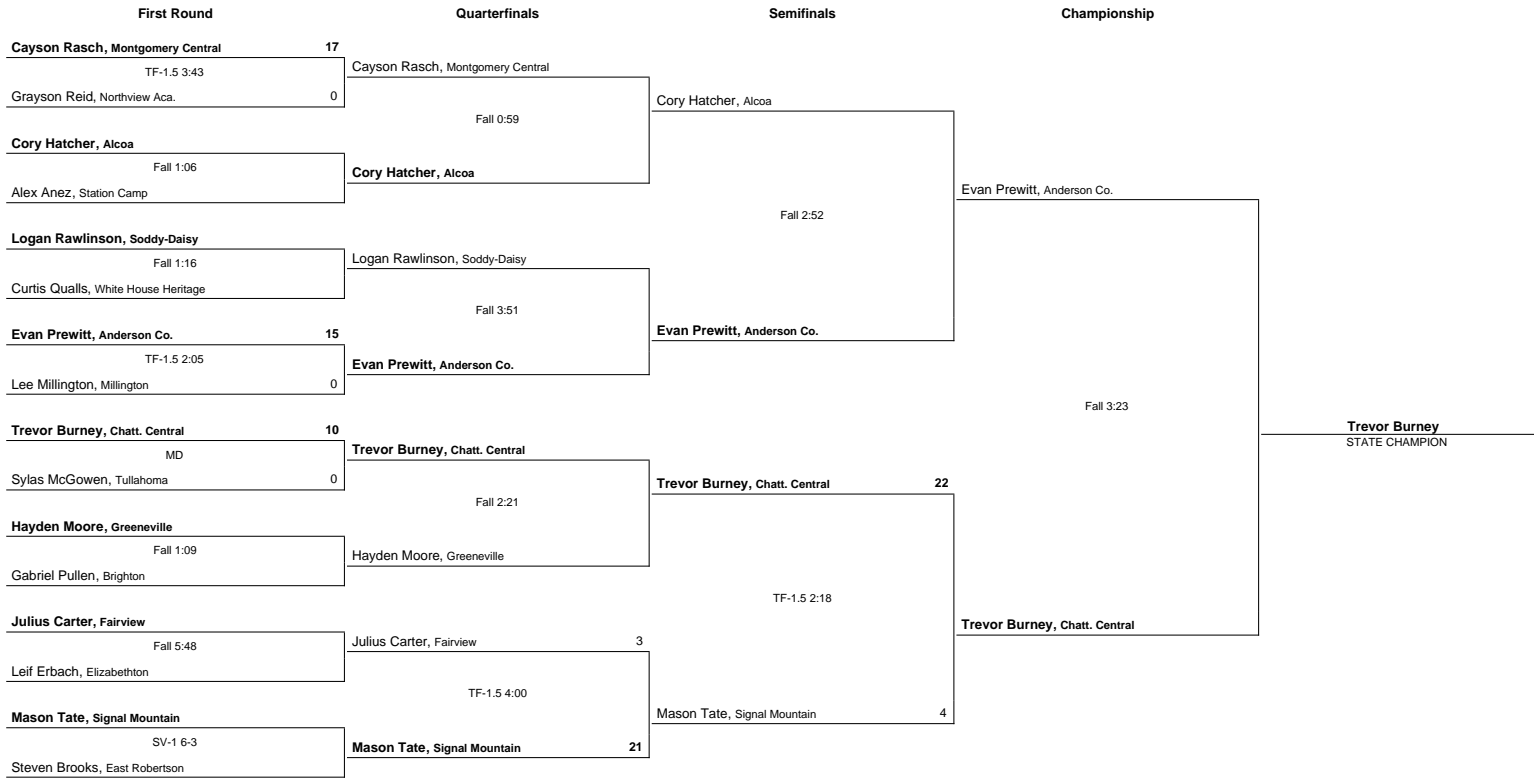 First Round
Quarterfinals
Semifinals
Championship
Cayson Rasch, Montgomery Central 17
TF-1.5 3:43
Grayson Reid, Northview Aca. 0
Cory Hatcher, Alcoa
Fall 1:06
Alex Anez, Station Camp
Logan Rawlinson, Soddy-Daisy
Fall 1:16
Curtis Qualls, White House Heritage
Evan Prewitt, Anderson Co. 15
TF-1.5 2:05
Lee Millington, Millington 0
Trevor Burney, Chatt. Central 10
MD
Sylas McGowen, Tullahoma 0
Hayden Moore, Greeneville
Fall 1:09
Gabriel Pullen, Brighton
Julius Carter, Fairview
Fall 5:48
Leif Erbach, Elizabethton
Mason Tate, Signal Mountain
SV-1 6-3
Steven Brooks, East Robertson
Cayson Rasch, Montgomery Central
Fall 0:59
Cory Hatcher, Alcoa
Logan Rawlinson, Soddy-Daisy
Fall 3:51
Evan Prewitt, Anderson Co.
Trevor Burney, Chatt. Central
Fall 2:21
Hayden Moore, Greeneville
Julius Carter, Fairview 3
TF-1.5 4:00
Mason Tate, Signal Mountain 21
Cory Hatcher, Alcoa
Fall 2:52
Evan Prewitt, Anderson Co.
Trevor Burney, Chatt. Central 22
TF-1.5 2:18
Mason Tate, Signal Mountain 4
Evan Prewitt, Anderson Co.
Fall 3:23
Trevor Burney, Chatt. Central
Trevor Burney
STATE CHAMPION